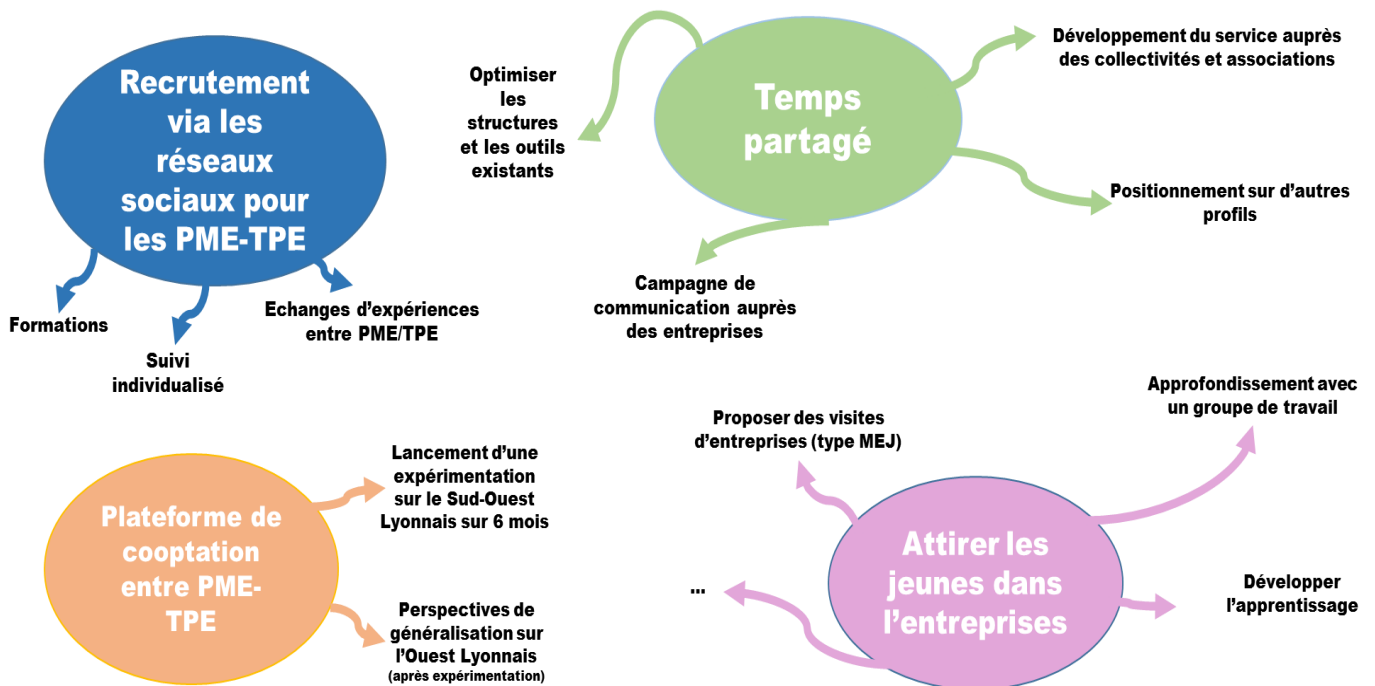 Recrutement
via les
réseaux
sociaux pour
les PME-TPE
Formations
Suivi
individualisé
Echanges d'expériences
entre PME/TPE
Optimiser
les
structures
et les outils
existants
Temps
partagé
Développement du service auprès
des collectivités et associations
Positionnement sur d'autres
profils
Campagne de
communication auprès
des entreprises
Plateforme de
cooptation
entre PME-
TPE
Lancement d'une
expérimentation
sur le Sud-Ouest
Lyonnais sur 6 mois
Perspectives de
généralisation sur
l'Ouest Lyonnais
(après expérimentation)
Proposer des visites
d'entreprises (type MEJ)
Approfondissement avec
un groupe de travail
Attirer les
jeunes dans
l'entreprises
...
Développer
l'apprentissage